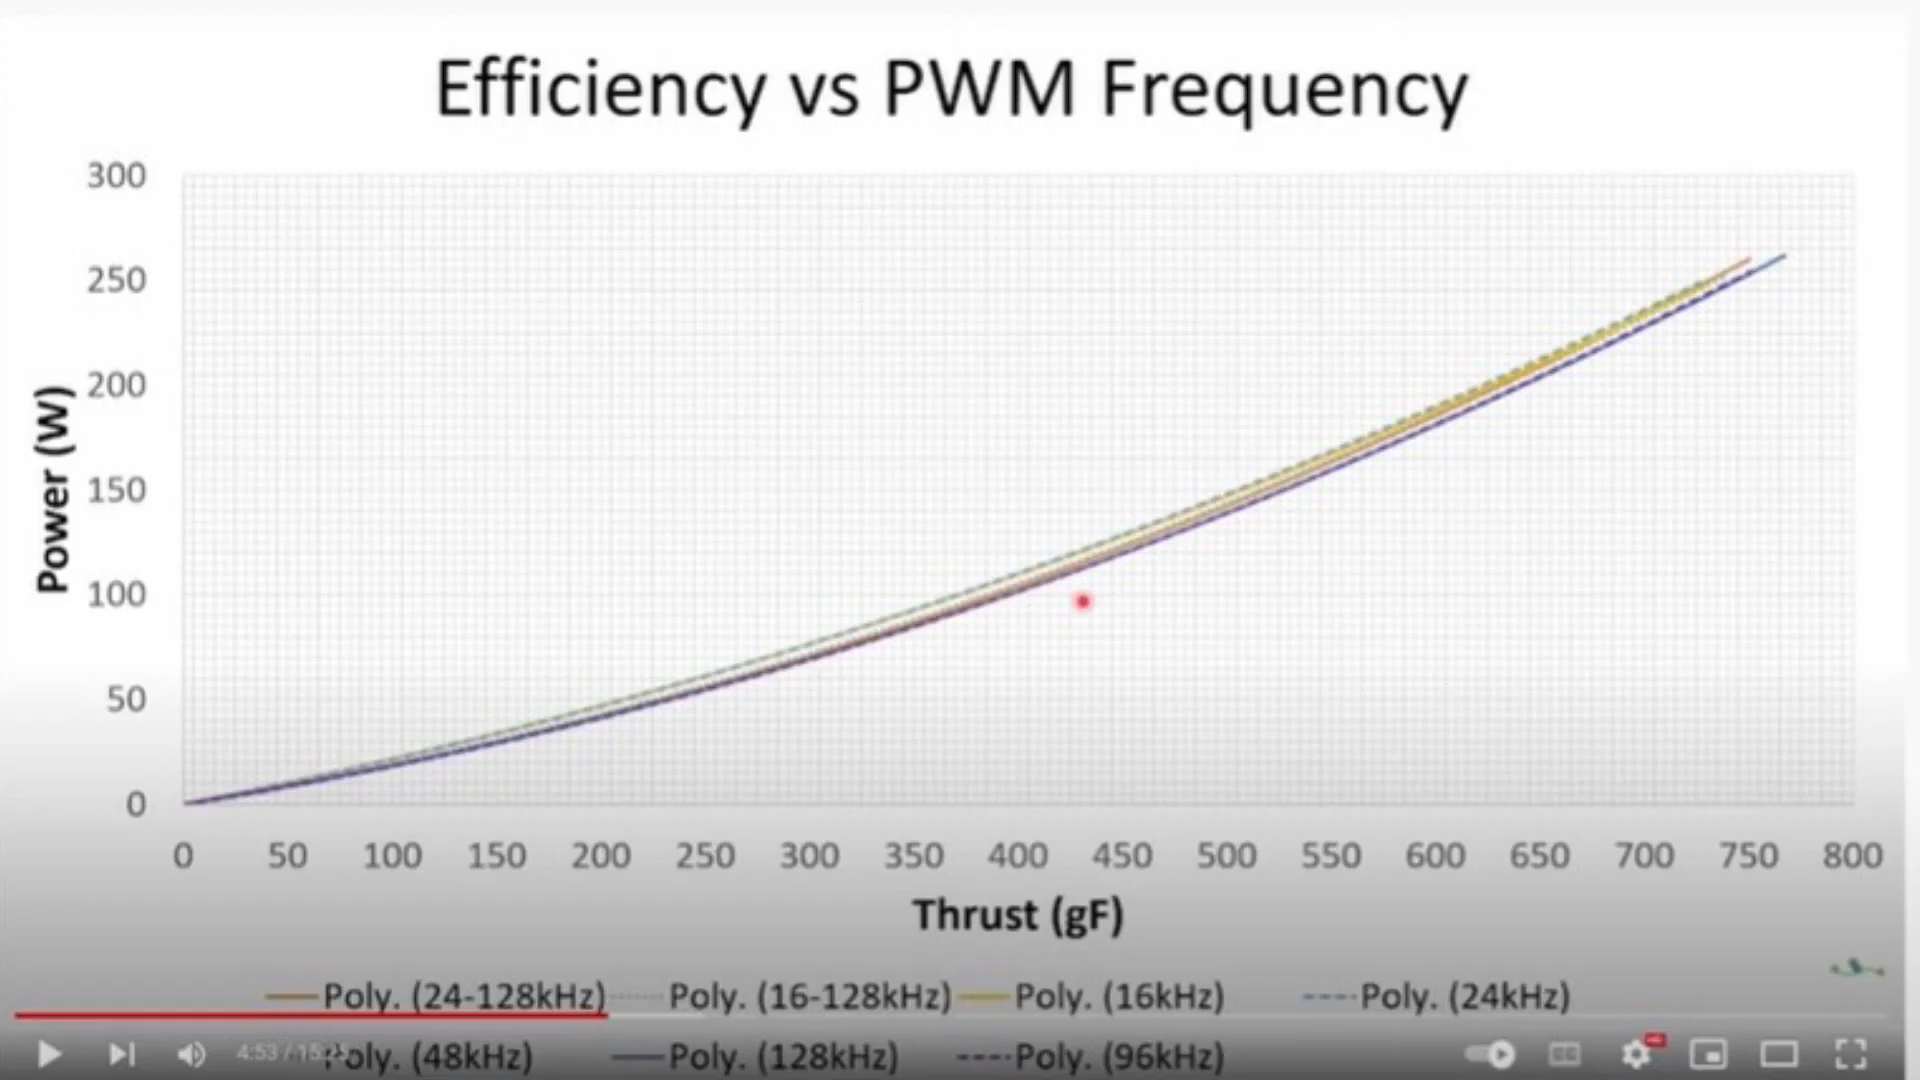 Efficiency vs PWM Frequency
300
250
200
150
100
50
0
Power (W)
0 50 100 150 200 250 300 350 400 450 500 550 600 650 700 750 800
Thrust (gF)
Poly. (24-128kHz) Poly. (16-128kHz) Poly. (16kHz) Poly. (24kHz)
4:53 / Poly. (48kHz) Poly. (128kHz) Poly. (96kHz)